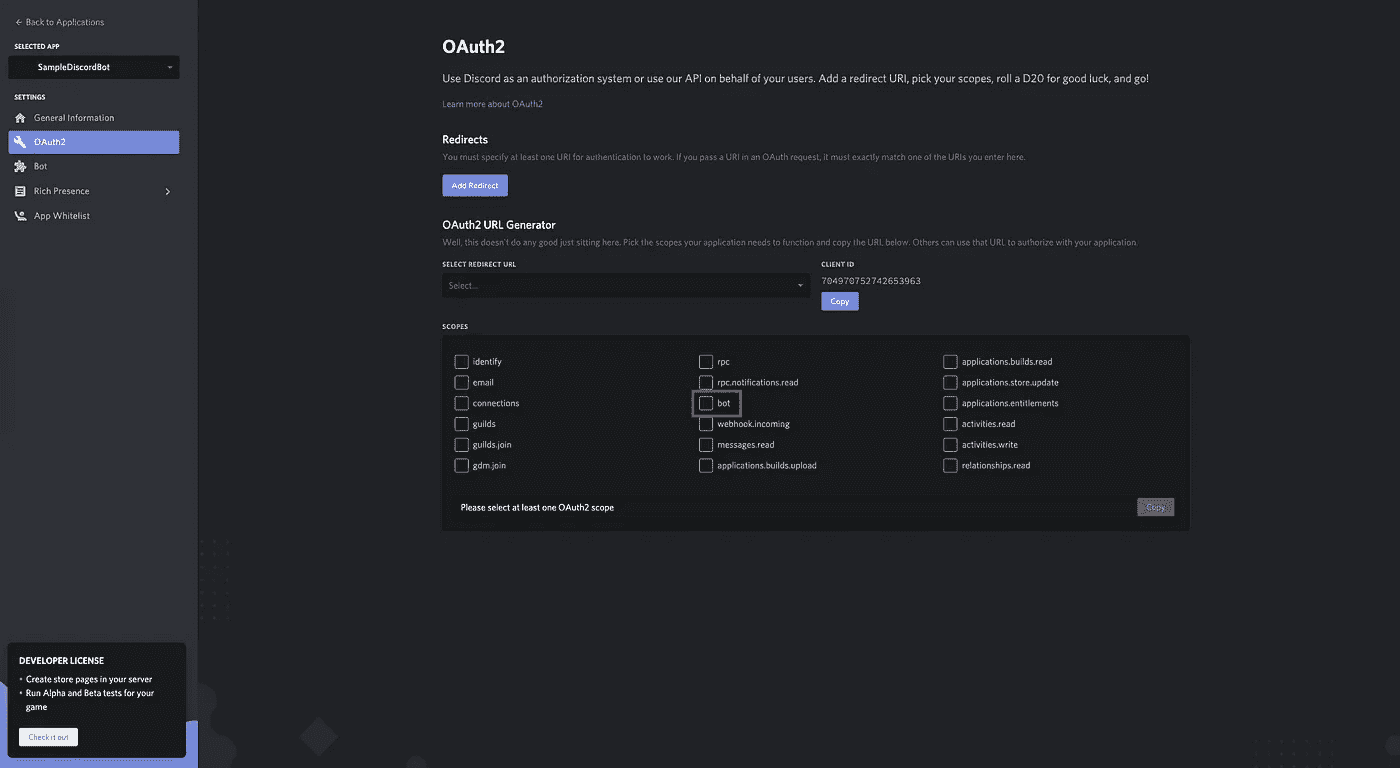 ← Back to Applications
SELECTED APP
SampleDiscordBot
SETTINGS
General Information
OAuth2
Bot
Rich Presence
App Whitelist
DEVELOPER LICENSE
• Create store pages in your server
• Run Alpha and Beta tests for your
game
Check it out
OAuth2
Use Discord as an authorization system or use our API on behalf of your users. Add a redirect URI, pick your scopes, roll a D20 for good luck, and go!
Learn more about OAuth2
Redirects
You must specify at least one URI for authentication to work. If you pass a URI in an OAuth request, it must exactly match one of the URIs you enter here.
Add Redirect
OAuth2 URL Generator
Well, this doesn't do any good just sitting here. Pick the scopes your application needs to function and copy the URL below. Others can use that URL to authorize with your application.
SELECT REDIRECT URL
Select...
CLIENT ID
704970752742653963
Copy
SCOPES
identify
email
connections
guilds
guilds.join
gdm.join
rpc
rpc.notifications.read
bot
webhook.incoming
messages.read
applications.builds.upload
applications.builds.read
applications.store.update
applications.entitlements
activities.read
activities.write
relationships.read
Please select at least one OAuth2 scope
Copy